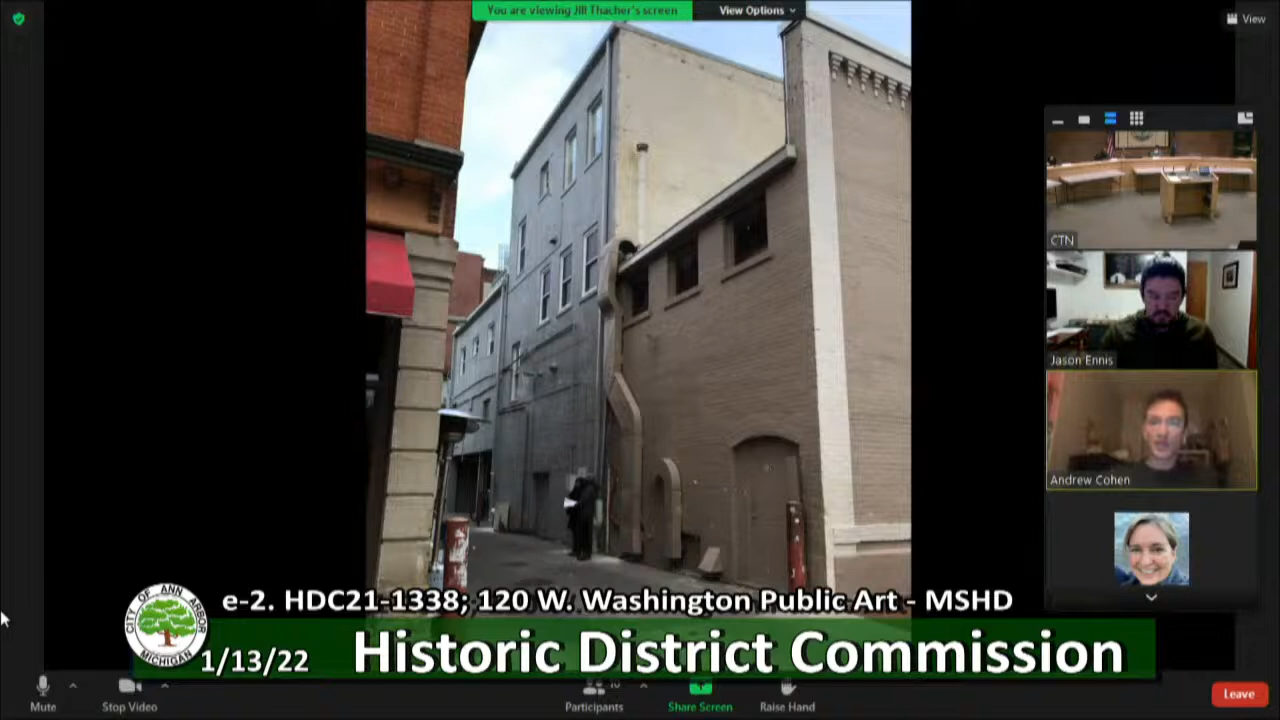 You are viewing Jill Thacher's screen
View Options
View
CTN
Jason Ennis
Andrew Cohen
e-2. HDC21-1338; 120 W. Washington Public Art - MSHD
CITY OF ANN ARBOR
MICHIGAN
1/13/22
Historic District Commission
Mute
Stop Video
Participants
Share Screen
Raise Hand
Leave